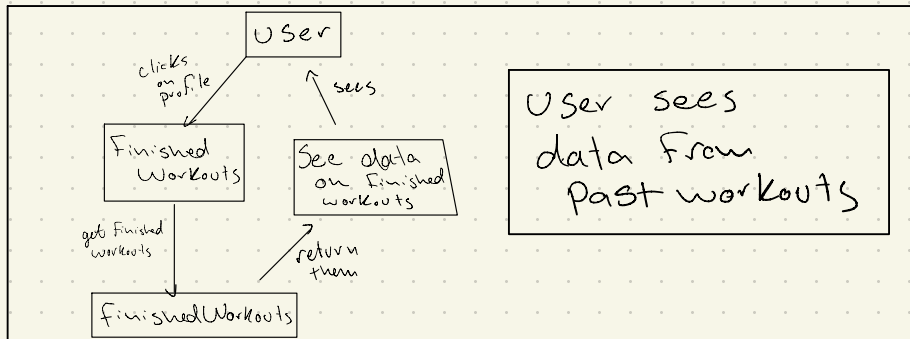 User
clicks
on
profile
sees
Finished
Workouts
See data
on Finished
workouts
get Finished
workouts
return
them
FinishedWorkouts
User sees
data From
Past workouts